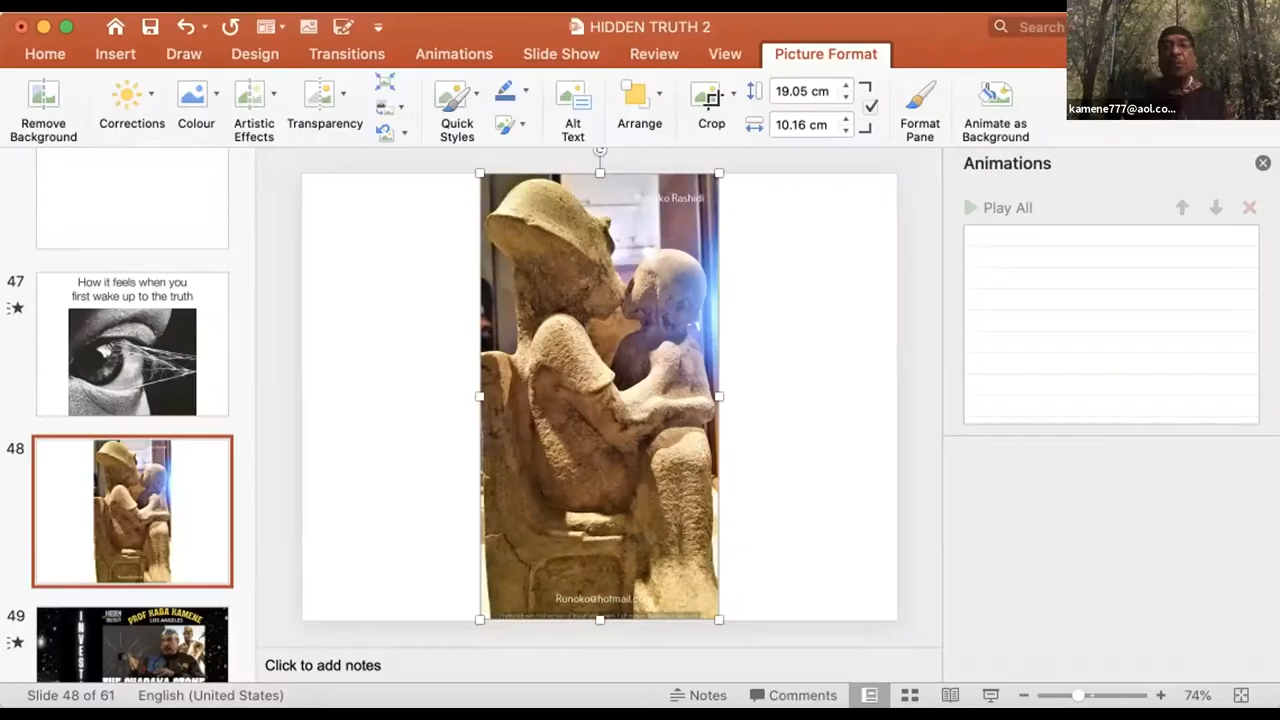 HIDDEN TRUTH 2
Search
Home
Insert
Draw
Design
Transitions
Animations
Slide Show
Review
View
Picture Format
Remove
Background
Corrections
Colour
Artistic
Effects
Transparency
Quick
Styles
Alt
Text
Arrange
Crop
19.05 cm
10.16 cm
Format
Pane
Animate as
Background
kamene777@aol.co...
47
How it feels when you
first wake up to the truth
48
49
HIDDEN
PROF KABA KAMENE
LOS ANGELES
Rashidi
Runoko@hotmail.
Animations
Play All
Click to add notes
Slide 48 of 61
English (United States)
Notes
Comments
74%